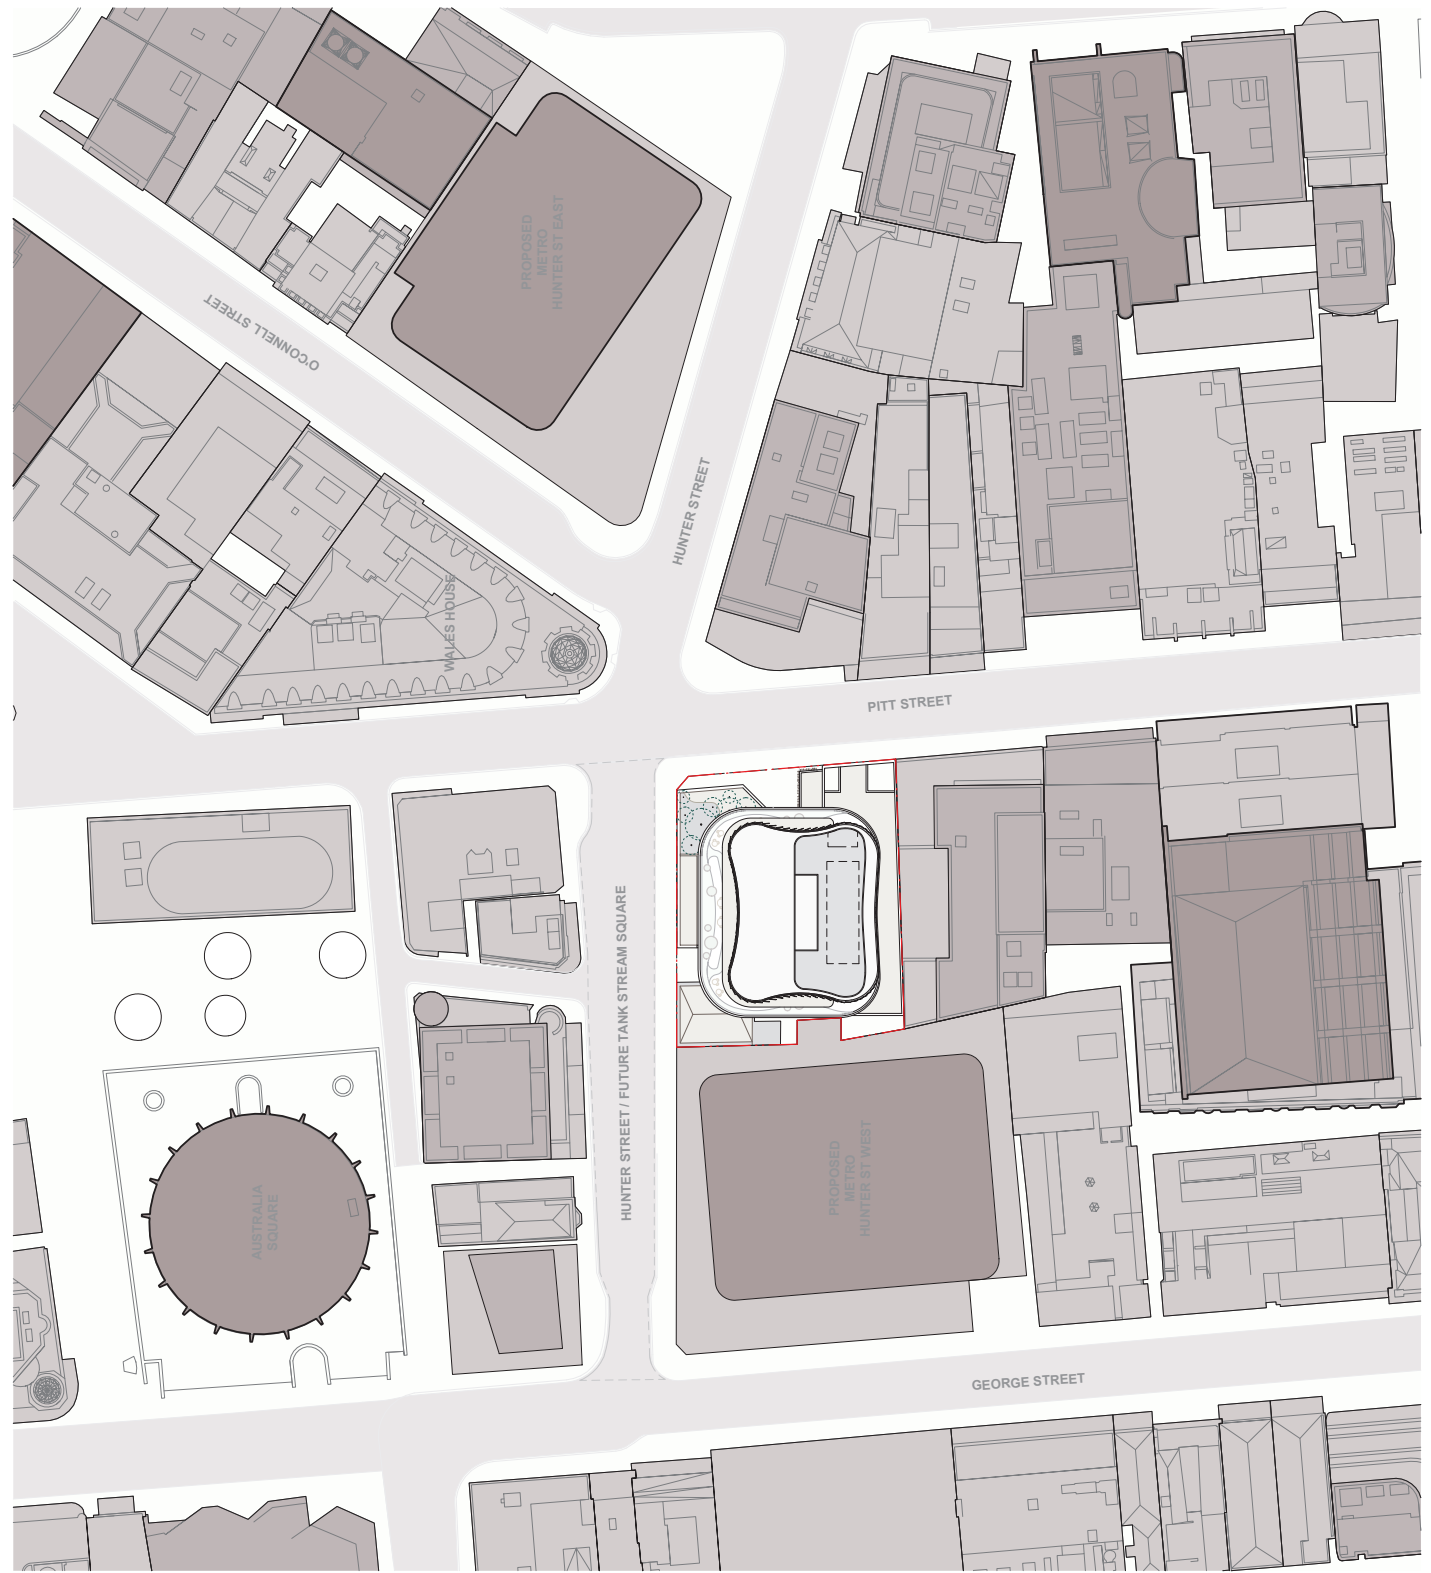 PROPOSED
METRO
HUNTER ST EAST
O'CONNELL STREET
HUNTER STREET
WALES HOUSE
PITT STREET
HUNTER STREET / FUTURE TANK STREAM SQUARE
PROPOSED
METRO
HUNTER ST WEST
AUSTRALIA
SQUARE
GEORGE STREET